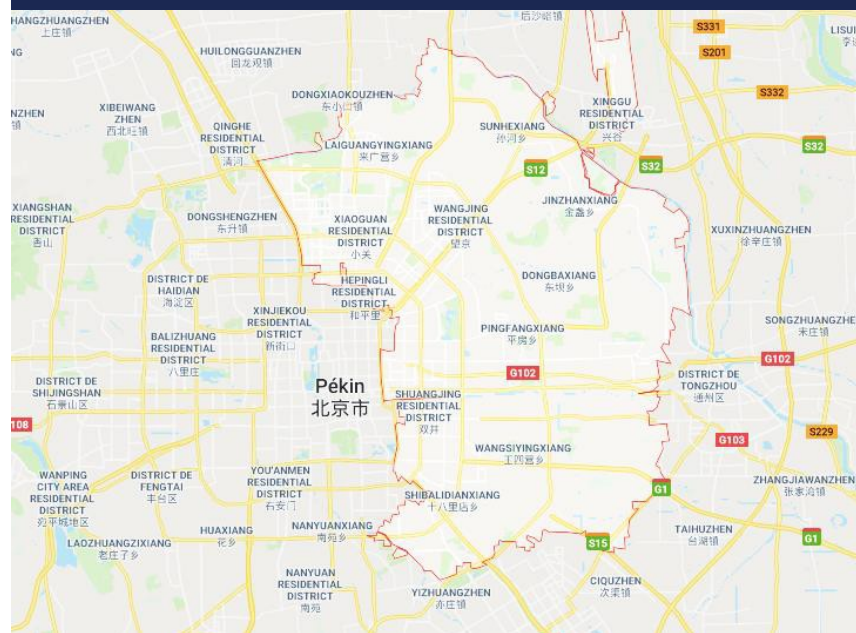 HANGZHUANGZHEN
上庄镇
HUILONGGUANZHEN
回龙观镇
后沙峪镇
S331
S201
LISUI
S332
NZHEN
镇
XIBEIWANG
ZHEN
西北旺镇
DONGXIAOKOUZHEN
东小口镇
XINGGU
RESIDENTIAL
DISTRICT
兴谷
QINGHE
RESIDENTIAL
DISTRICT
清河
SUNHEXIANG
孙河乡
LAIGUANGYINGXIANG
来广营乡
S12
S32
S32
XIANGSHAN
RESIDENTIAL
DISTRICT
香山
DONGSHENGZHEN
东升镇
XIAOGUAN
RESIDENTIAL
DISTRICT
小关
WANGJING
RESIDENTIAL
DISTRICT
望京
JINZHANXIANG
金盏乡
XUXINZHUANGZHEN
徐辛庄镇
DISTRICT DE
HAIDIAN
海淀区
HEPINGLI
RESIDENTIAL
DISTRICT
和平里
DONGBAXIANG
东坝乡
XINJIEKOU
RESIDENTIAL
DISTRICT
新街口
BALIZHUANG
RESIDENTIAL
DISTRICT
八里庄
PINGFANGXIANG
平房乡
SONGZHUANGZHEN
宋庄镇
G102
G102
DISTRICT DE
SHIJINGSHAN
石景山区
Pékin
北京市
SHUANGJING
RESIDENTIAL
DISTRICT
双井
DISTRICT DE
TONGZHOU
通州区
108
G103
S229
WANGSIYINGXIANG
王四营乡
WANPING
CITY AREA
RESIDENTIAL
DISTRICT
宛平城地区
DISTRICT DE
FENGTAI
丰台区
YOU'ANMEN
RESIDENTIAL
DISTRICT
右安门
SHIBALIDIANXIANG
十八里店乡
G1
ZHANGJIAWANZHEN
张家湾镇
HUAXIANG
花乡
NANYUANXIANG
南苑乡
LAOZHUANGZIXIANG
老庄子乡
S15
TAIHUZHEN
台湖镇
G1
NANYUAN
RESIDENTIAL
DISTRICT
南苑
YIZHUANGZHEN
亦庄镇
CIQUZHEN
次渠镇